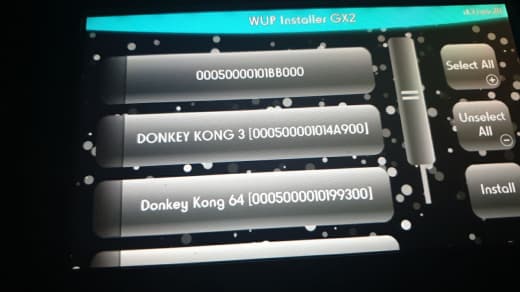 WUP Installer GX2
00050000101BB000
Select All
DONKEY KONG 3 [000500001014A900]
Unselect
All
Donkey Kong 64 [0005000010199300]
Install